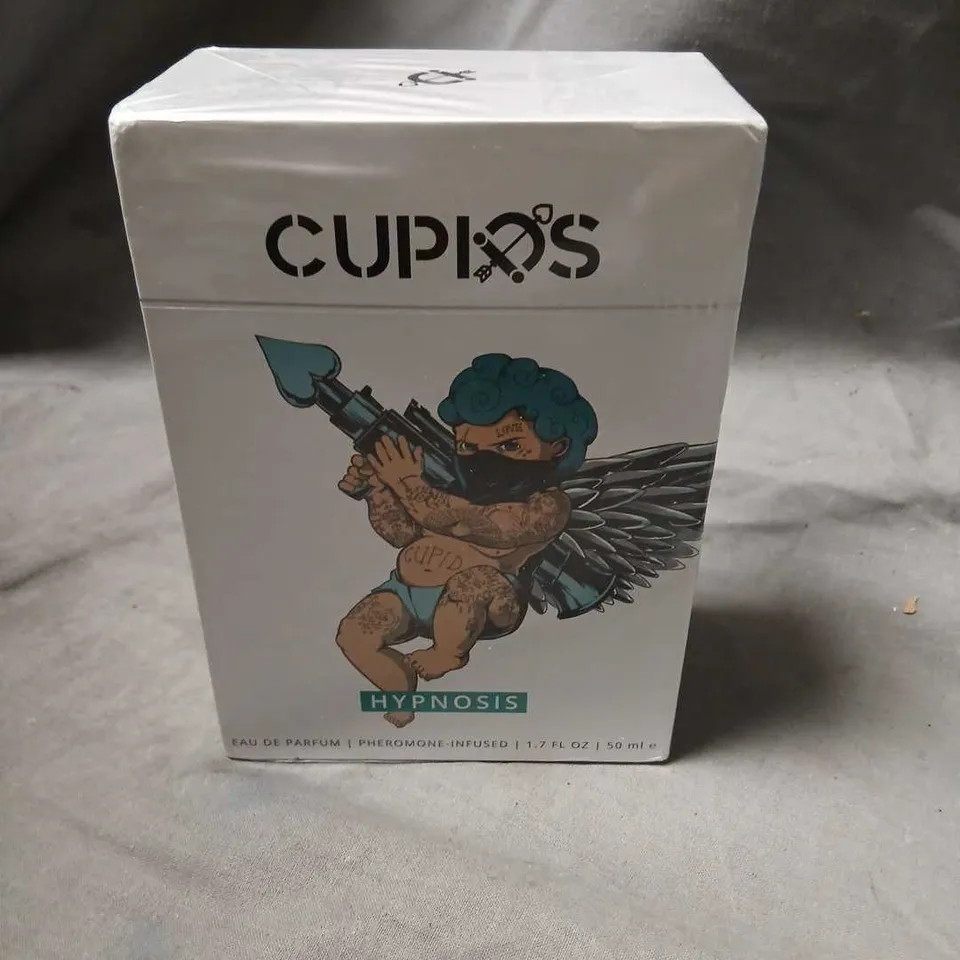 CUPID'S
LOVE
CUPID
HYPNOSIS
EAU DE PARFUM | PHEROMONE-INFUSED | 1.7 FL OZ | 50 ml e